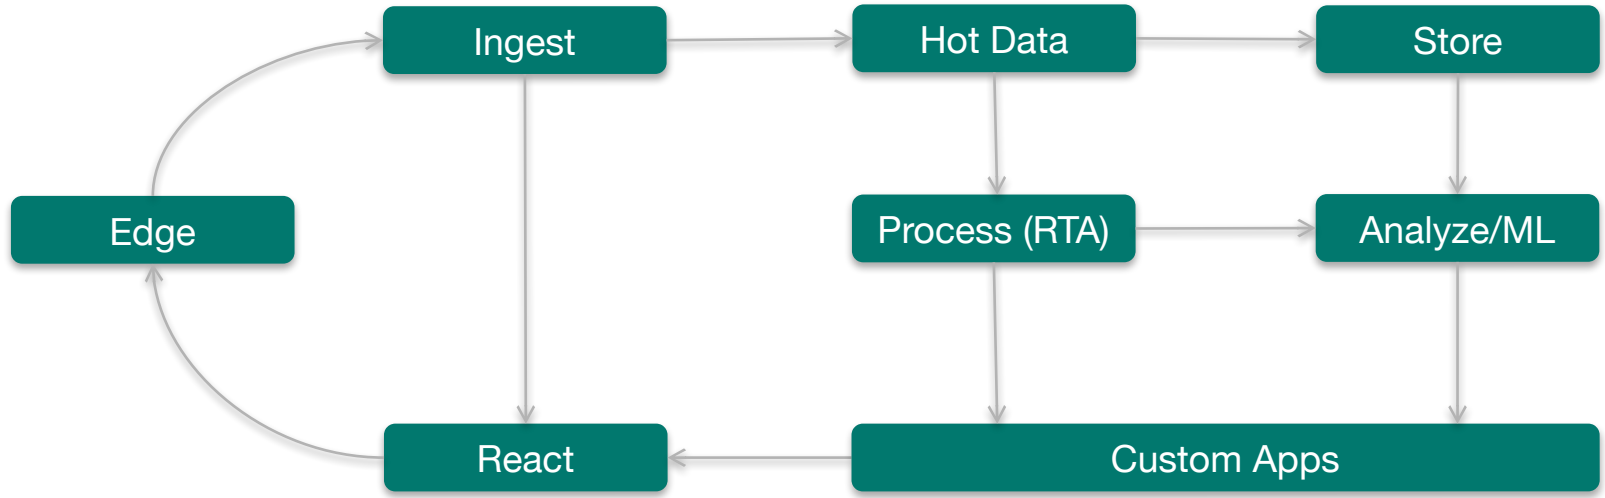 Ingest
Hot Data
Store
Edge
Process (RTA)
Analyze/ML
React
Custom Apps